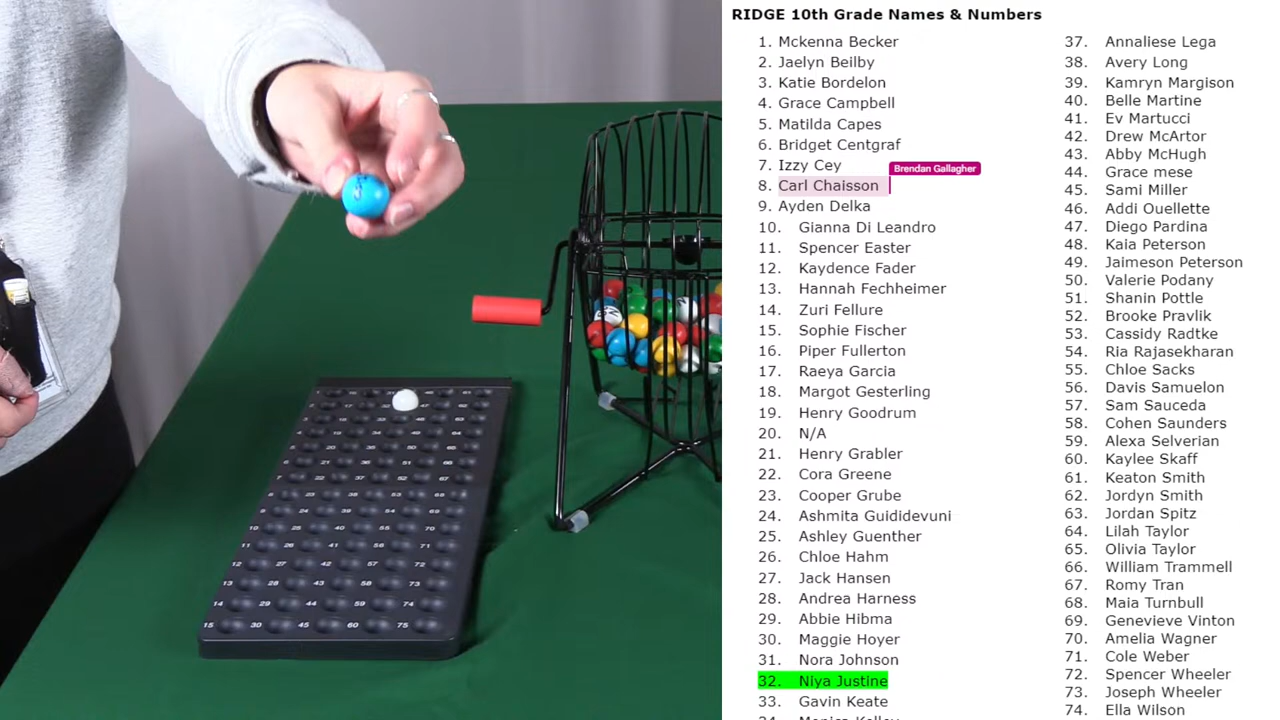 RIDGE 10th Grade Names & Numbers
1. Mckenna Becker
2. Jaelyn Beilby
3. Katie Bordelon
4. Grace Campbell
5. Matilda Capes
6. Bridget Centgraf
7. Izzy Cey
Brendan Gallagher
8. Carl Chaisson
9. Ayden Delka
10. Gianna Di Leandro
11. Spencer Easter
12. Kaydence Fader
13. Hannah Fechheimer
14. Zuri Fellure
15. Sophie Fischer
16. Piper Fullerton
17. Raeya Garcia
18. Margot Gesterling
19. Henry Goodrum
20. N/A
21. Henry Grabler
22. Cora Greene
23. Cooper Grube
24. Ashmita Guididevuni
25. Ashley Guenther
26. Chloe Hahm
27. Jack Hansen
28. Andrea Harness
29. Abbie Hibma
30. Maggie Hoyer
31. Nora Johnson
32. Niya Justine
33. Gavin Keate
37. Annaliese Lega
38. Avery Long
39. Kamryn Margison
40. Belle Martine
41. Ev Martucci
42. Drew McArtor
43. Abby McHugh
44. Grace mese
45. Sami Miller
46. Addi Ouellette
47. Diego Pardina
48. Kaia Peterson
49. Jaimeson Peterson
50. Valerie Podany
51. Shanin Pottle
52. Brooke Pravlik
53. Cassidy Radtke
54. Ria Rajasekharan
55. Chloe Sacks
56. Davis Samuelon
57. Sam Sauceda
58. Cohen Saunders
59. Alexa Selverian
60. Kaylee Skaff
61. Keaton Smith
62. Jordyn Smith
63. Jordan Spitz
64. Lilah Taylor
65. Olivia Taylor
66. William Trammell
67. Romy Tran
68. Maia Turnbull
69. Genevieve Vinton
70. Amelia Wagner
71. Cole Weber
72. Spencer Wheeler
73. Joseph Wheeler
74. Ella Wilson